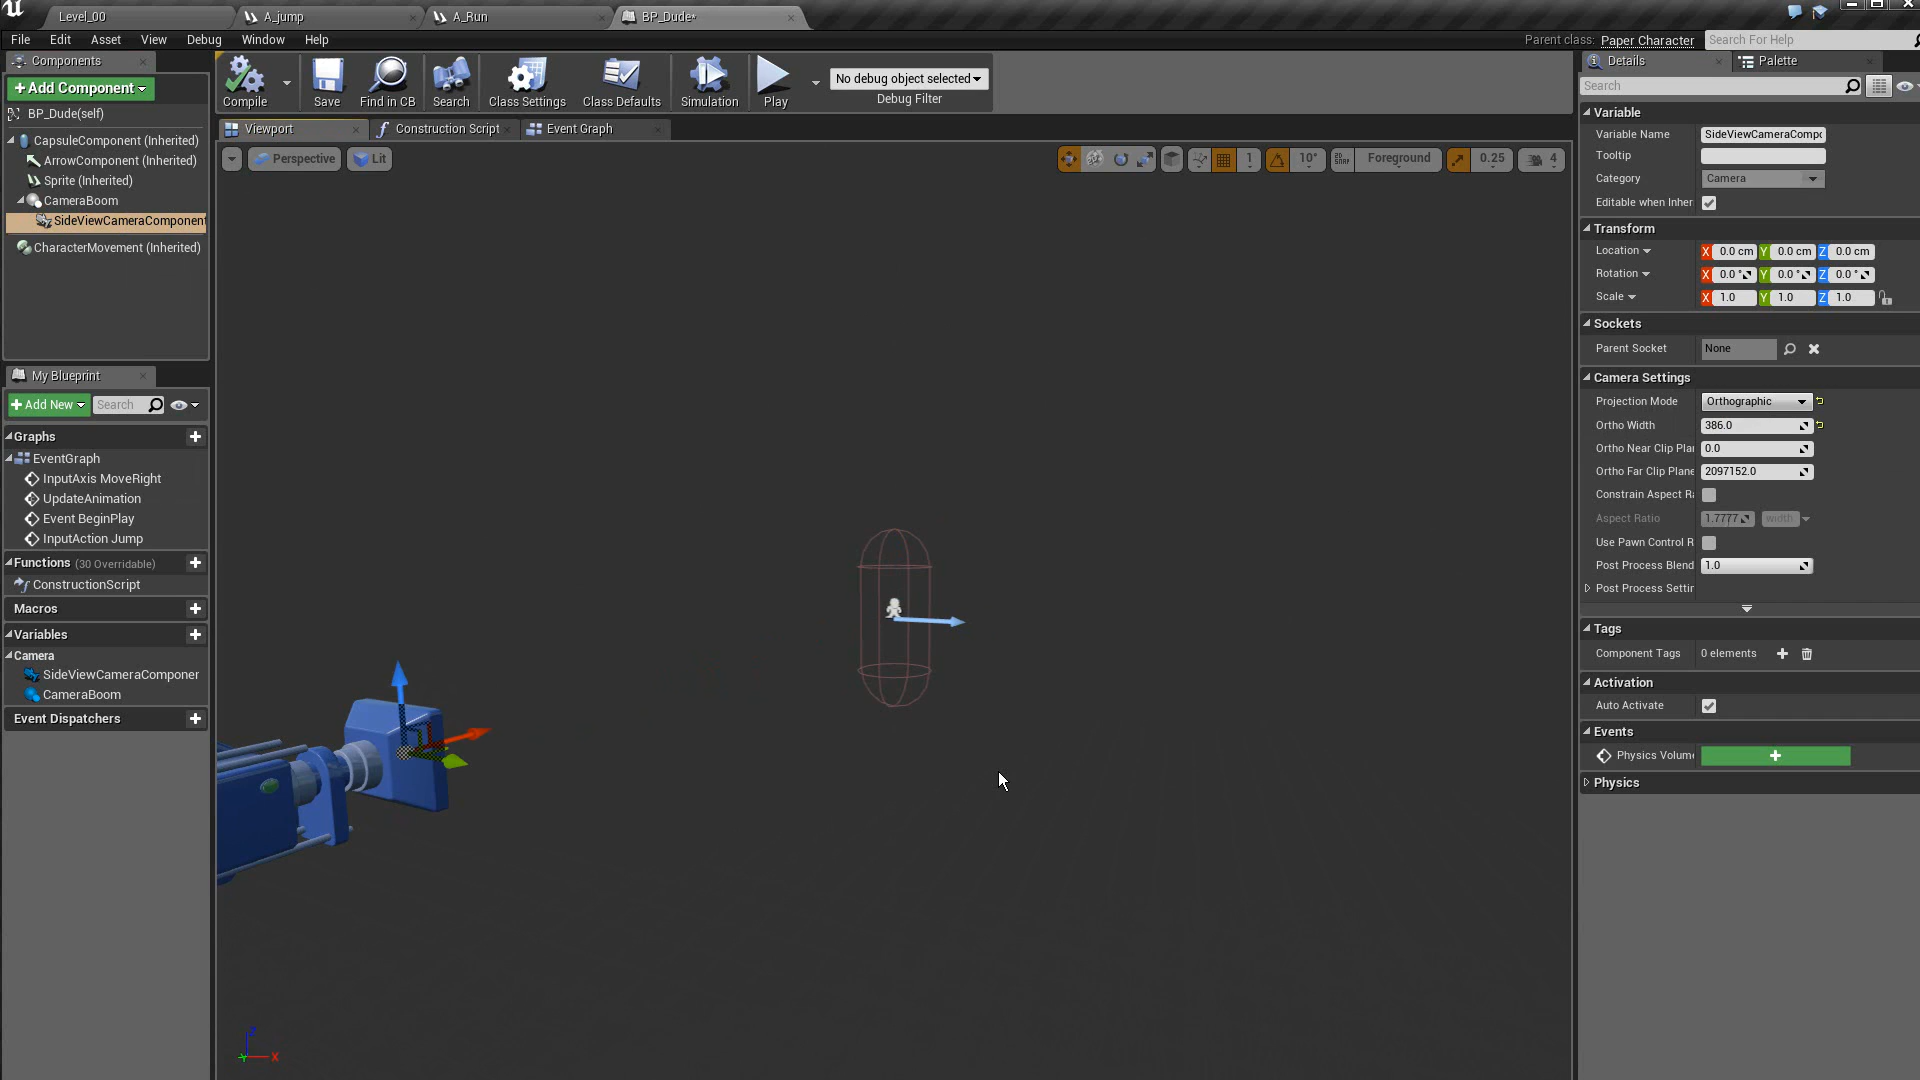 Level_00
A_jump
A_Run
BP_Dude*
File Edit Asset View Debug Window Help
Parent class: Paper Character
Search For Help
Components
+Add Component
BP_Dude(self)
CapsuleComponent (Inherited)
ArrowComponent (Inherited)
Sprite (Inherited)
CameraBoom
SideViewCameraComponent
CharacterMovement (Inherited)
Compile
Save
Find in CB
Search
Class Settings
Class Defaults
Simulation
Play
No debug object selected
Debug Filter
Viewport
Construction Script
Event Graph
Perspective
Lit
1
10°
2D SNAP
Foreground
0.25
4
My Blueprint
+Add New
Search
Graphs
EventGraph
InputAxis MoveRight
UpdateAnimation
Event BeginPlay
InputAction Jump
Functions (30 Overridable)
ConstructionScript
Macros
Variables
Camera
SideViewCameraComponer
CameraBoom
Event Dispatchers
Z
Y
X
Details
Palette
Search
Variable
Variable Name SideViewCameraCompo
Tooltip
Category Camera
Editable when Inher
Transform
Location X 0.0 cm Y 0.0 cm Z 0.0 cm
Rotation X 0.0 ° Y 0.0 ° Z 0.0 °
Scale X 1.0 Y 1.0 Z 1.0
Sockets
Parent Socket None
Camera Settings
Projection Mode Orthographic
Ortho Width 386.0
Ortho Near Clip Plan 0.0
Ortho Far Clip Plane 2097152.0
Constrain Aspect Ra
Aspect Ratio 1.7777 width
Use Pawn Control R
Post Process Blend 1.0
Post Process Settin
Tags
Component Tags 0 elements
Activation
Auto Activate
Events
Physics Volum
+
Physics